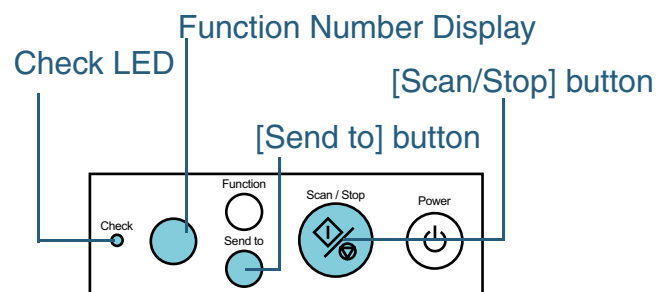 Function Number Display
Check LED
[Scan/Stop] button
[Send to] button
Function
Scan / Stop
Power
Check
Send to